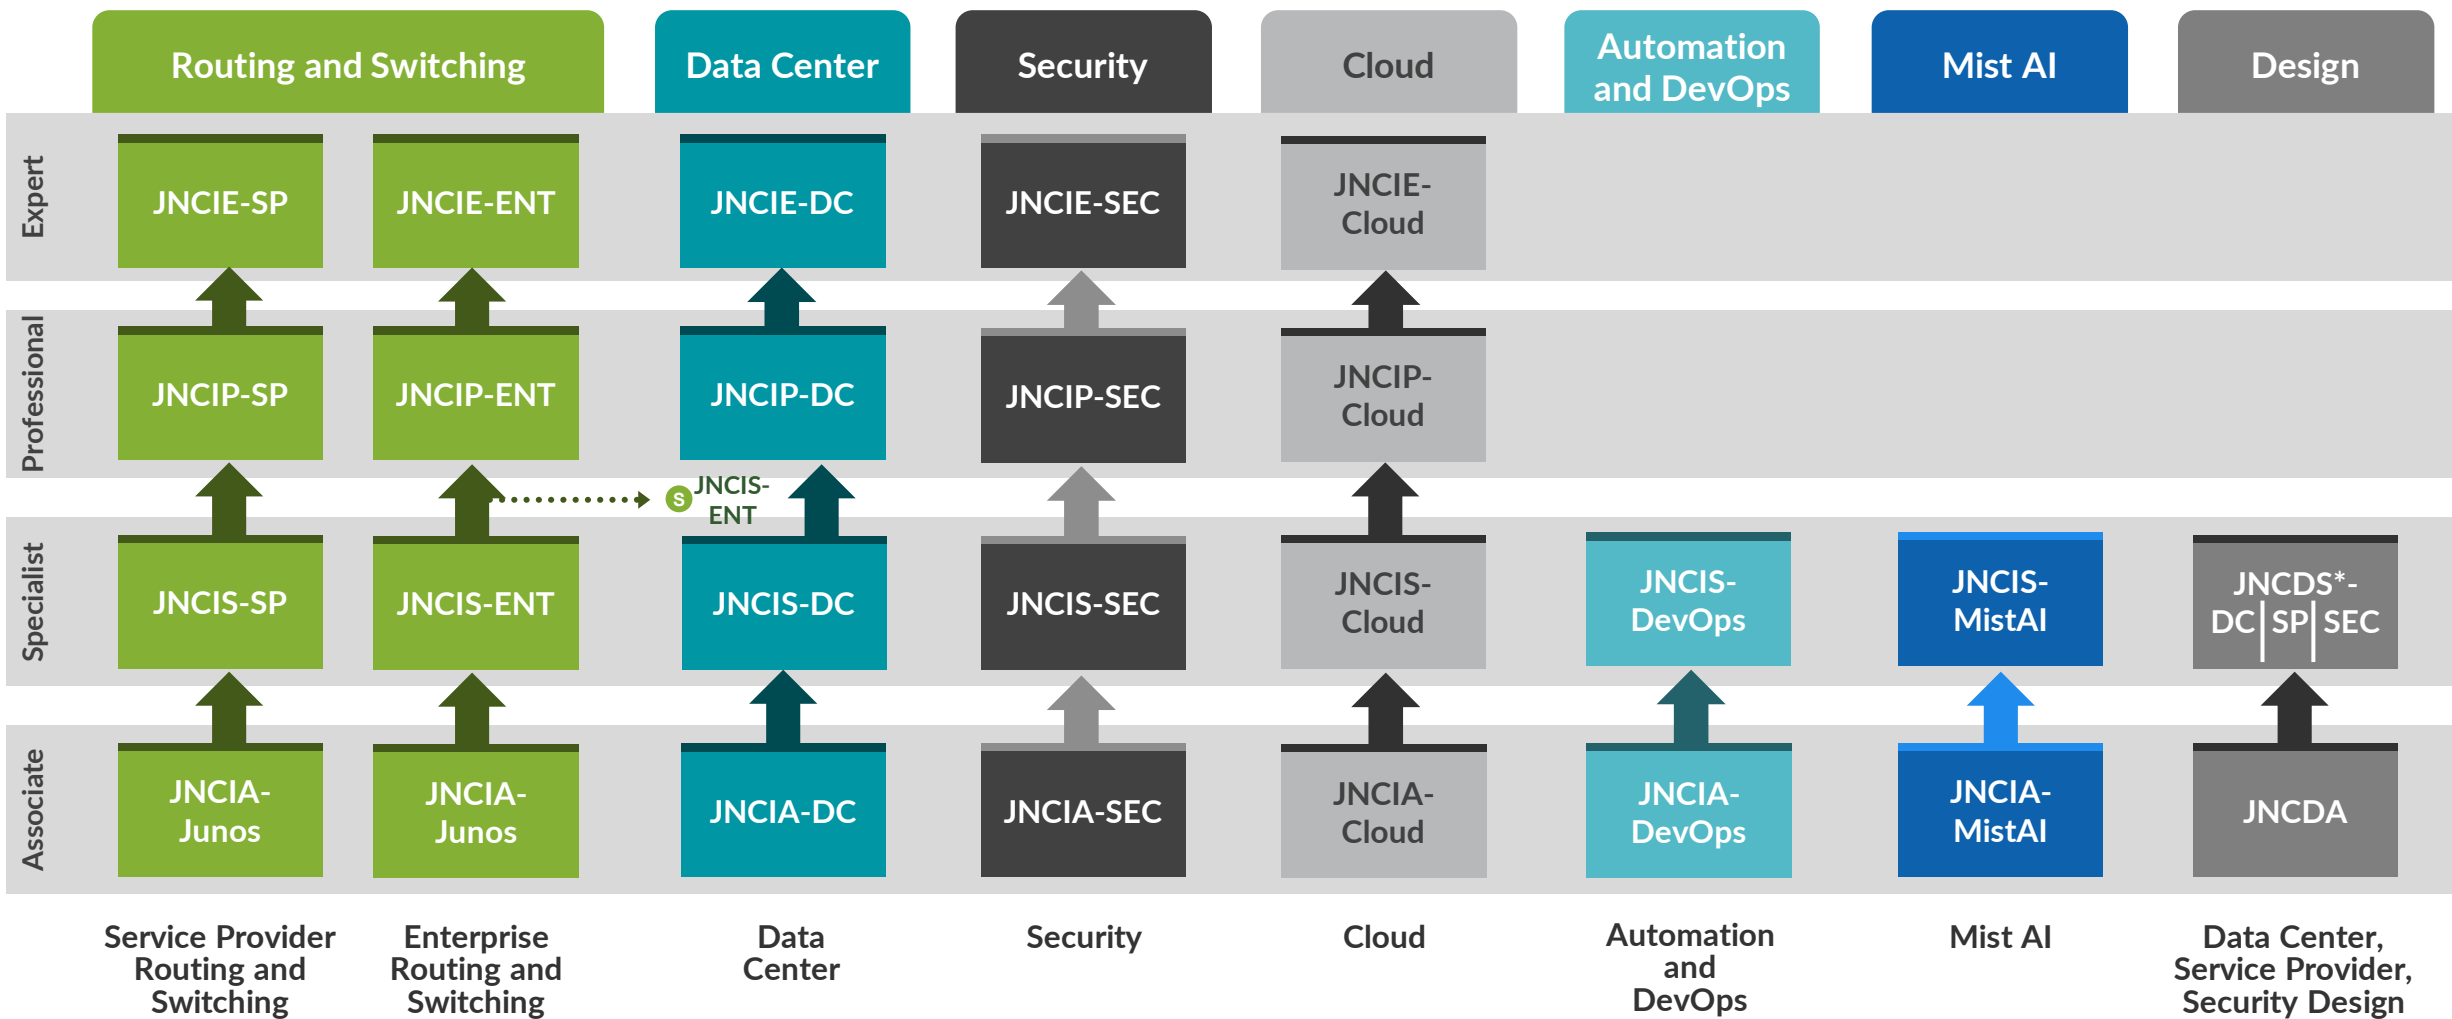 Routing and Switching
Data Center
Security
Cloud
Automation
and DevOps
Mist AI
Design
Expert
JNCIE-SP
JNCIE-ENT
JNCIE-DC
JNCIE-SEC
JNCIE-
Cloud
Professional
JNCIP-SP
JNCIP-ENT
JNCIP-DC
JNCIP-SEC
JNCIP-
Cloud
S
JNCIS-
ENT
Specialist
JNCIS-SP
JNCIS-ENT
JNCIS-DC
JNCIS-SEC
JNCIS-
Cloud
JNCIS-
DevOps
JNCIS-
MistAI
JNCDS*-
DC|SP|SEC
Associate
JNCIA-
Junos
JNCIA-
Junos
JNCIA-DC
JNCIA-SEC
JNCIA-
Cloud
JNCIA-
DevOps
JNCIA-
MistAI
JNCDA
Service Provider
Routing and
Switching
Enterprise
Routing and
Switching
Data
Center
Security
Cloud
Automation
and
DevOps
Mist AI
Data Center,
Service Provider,
Security Design